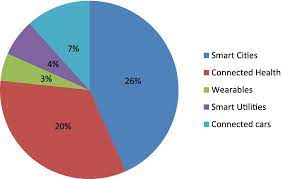 7%
4%
3%
26%
20%
Smart Cities
Connected Health
Wearables
Smart Utilities
Connected cars